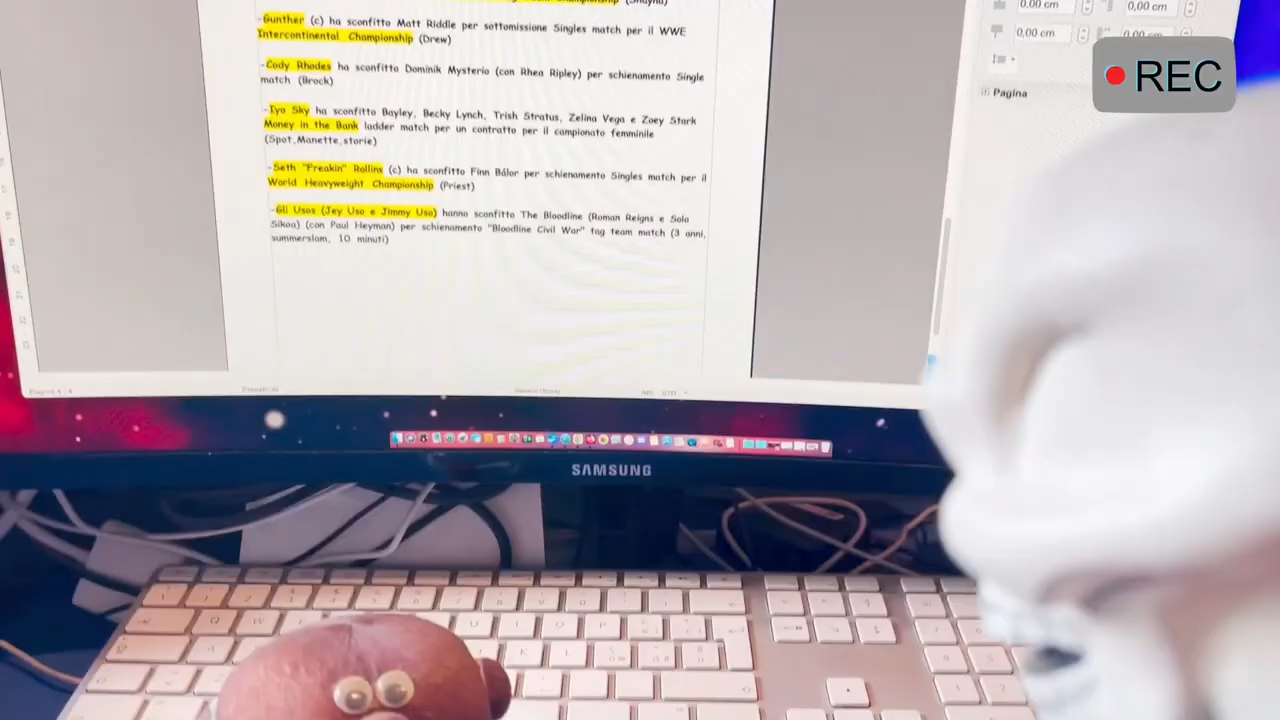 0,00 cm 0,00 cm
0,00 cm 0,00 cm
REC
Pagina
-Gunther (c) ha sconfitto Matt Riddle per sottomissione Singles match per il WWE
Intercontinental Championship (Drew)
-Cody Rhodes ha sconfitto Dominik Mysterio (con Rhea Ripley) per schienamento Single
match (Brock)
-Iyo Sky ha sconfitto Bayley, Becky Lynch, Trish Stratus, Zelina Vega e Zoey Stark
Money in the Bank ladder match per un contratto per il campionato femminile
(Spot,Manette,storie)
-Seth "Freakin" Rollins (c) ha sconfitto Finn Bálor per schienamento Singles match per il
World Heavyweight Championship (Priest)
-Gli Usos (Jey Uso e Jimmy Uso) hanno sconfitto The Bloodline (Roman Reigns e Solo
Sikoa) (con Paul Heyman) per schienamento "Bloodline Civil War" tag team match (3 anni,
summerslam, 10 minuti)
SAMSUNG